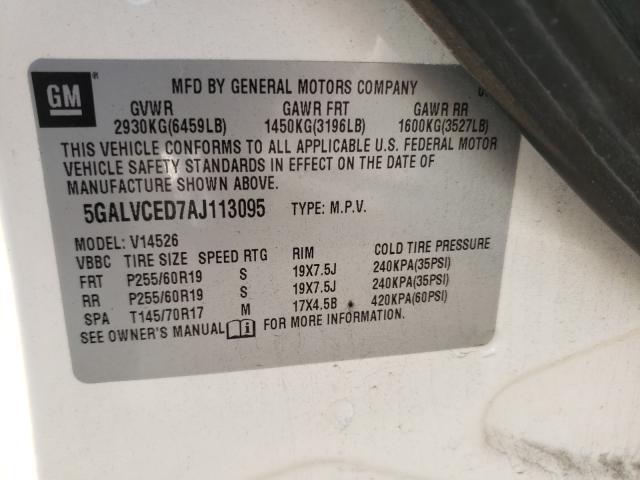 GM ®
MFD BY GENERAL MOTORS COMPANY
GVWR GAWR FRT GAWR RR
2930KG(6459LB) 1450KG(3196LB) 1600KG(3527LB)
THIS VEHICLE CONFORMS TO ALL APPLICABLE U.S. FEDERAL MOTOR
VEHICLE SAFETY STANDARDS IN EFFECT ON THE DATE OF
MANUFACTURE SHOWN ABOVE.
5GALVCED7AJ113095 TYPE: M.P.V.
MODEL: V14526
VBBC TIRE SIZE SPEED RTG RIM COLD TIRE PRESSURE
FRT P255/60R19 S 19X7.5J 240KPA(35PSI)
RR P255/60R19 S 19X7.5J 240KPA(35PSI)
SPA T145/70R17 M 17X4.5B 420KPA(60PSI)
SEE OWNER'S MANUAL FOR MORE INFORMATION.